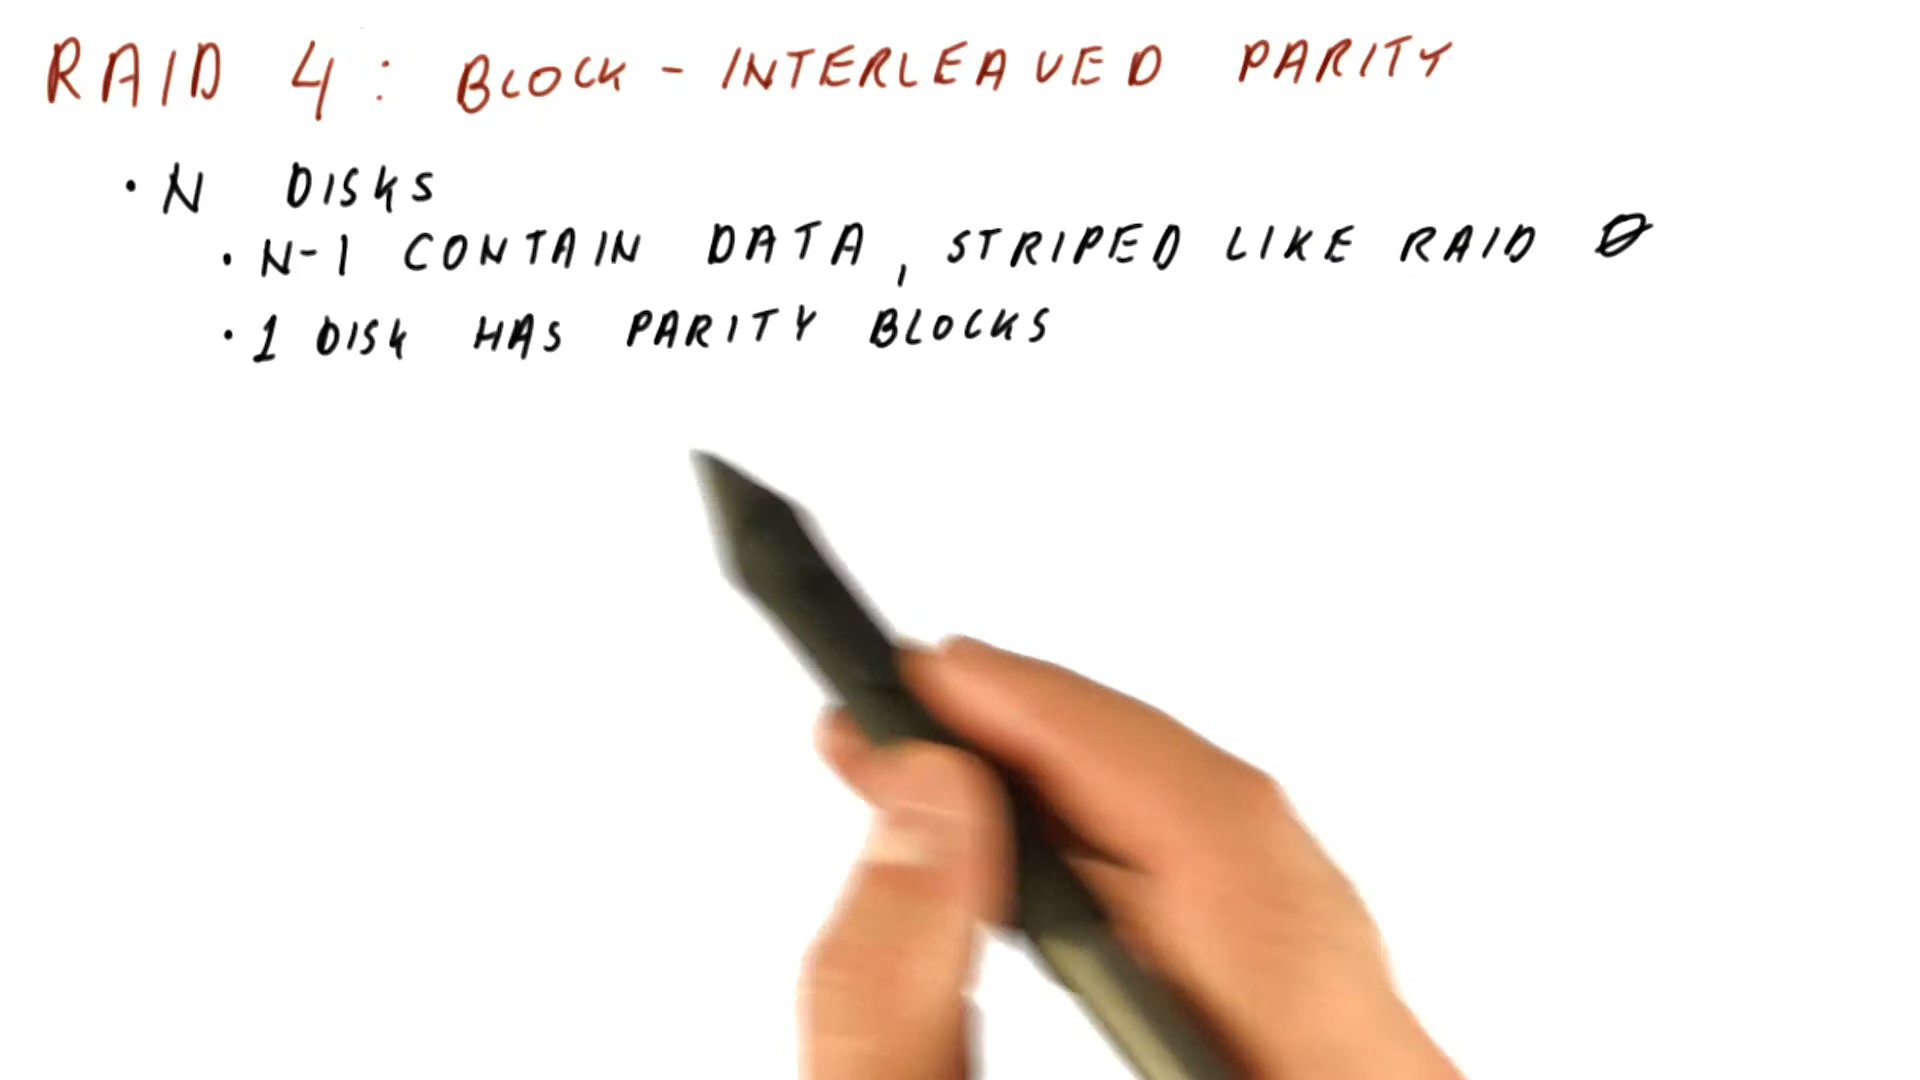 RAID 4: BLOCK-INTERLEAVED PARITY
• N DISKS
• N-1 CONTAIN DATA, STRIPED LIKE RAID 0
• 1 DISK HAS PARITY BLOCKS